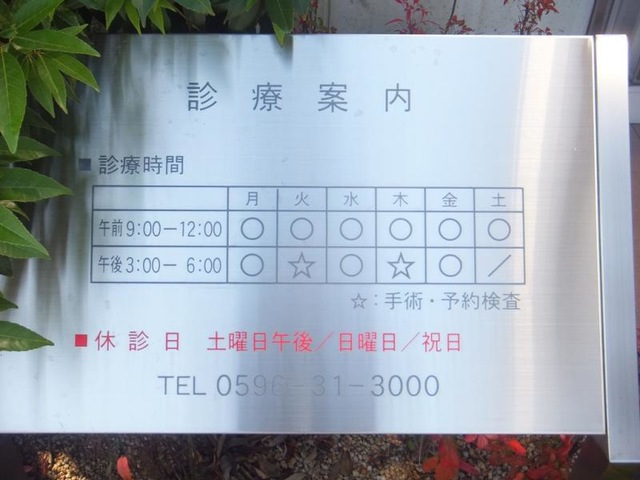 診療案内
■診療時間
月 火 水 木 金 土
午前9:00-12:00 ○ ○ ○ ○ ○ ○
午後3:00- 6:00 ○ ☆ ○ ☆ ○ /
☆:手術・予約検査
■休診日 土曜日午後/日曜日/祝日
TEL 0596-31-3000